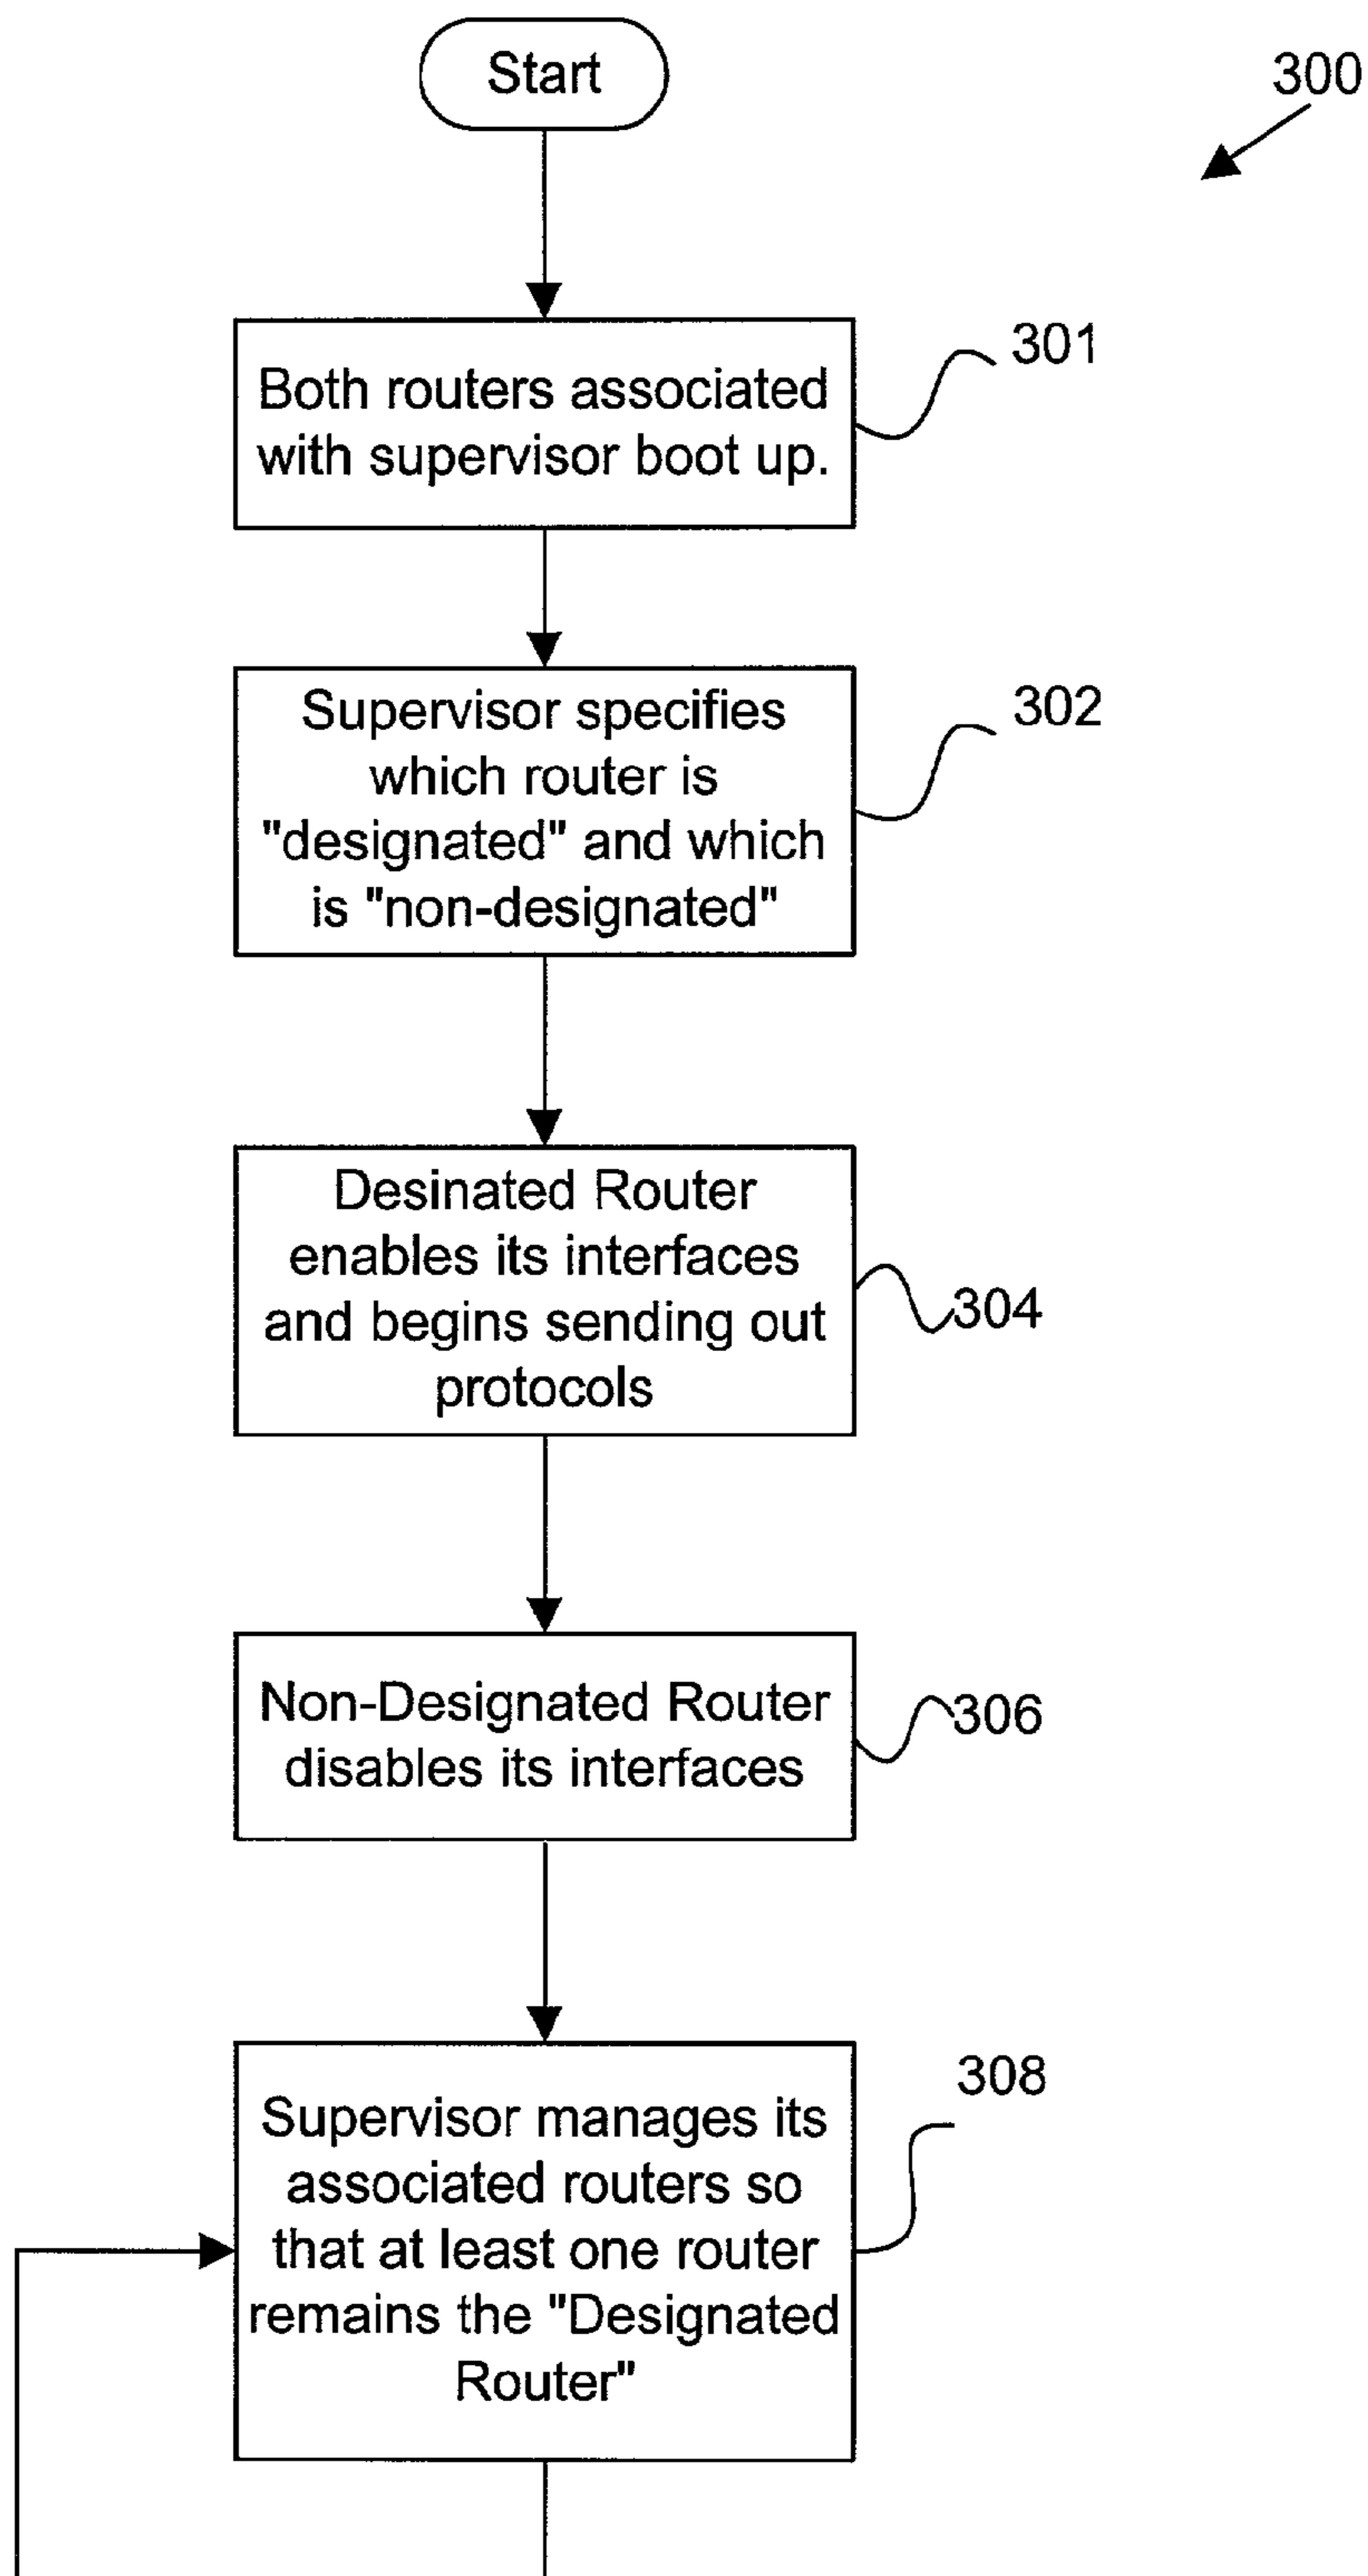 Start
300
Both routers associated
with supervisor boot up.
301
Supervisor specifies
which router is
"designated" and which
is "non-designated"
302
Desinated Router
enables its interfaces
and begins sending out
protocols
304
Non-Designated Router
disables its interfaces
306
Supervisor manages its
associated routers so
that at least one router
remains the "Designated
Router"
308